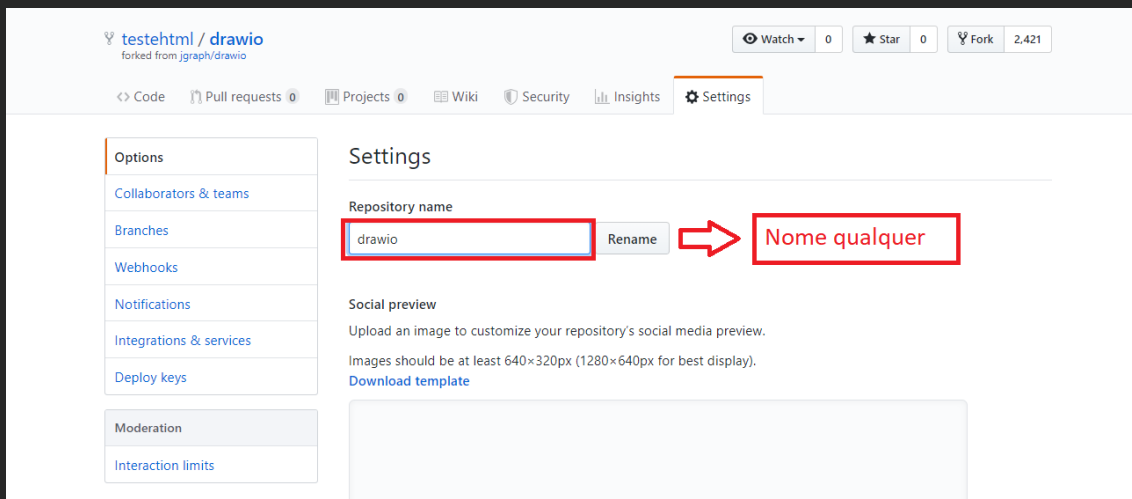 testehtml / drawio
forked from jgraph/drawio
Watch 0 Star 0 Fork 2,421
Code Pull requests 0 Projects 0 Wiki Security Insights Settings
Options
Collaborators & teams
Branches
Webhooks
Notifications
Integrations & services
Deploy keys
Moderation
Interaction limits
Settings
Repository name
drawio Rename Nome qualquer
Social preview
Upload an image to customize your repository's social media preview.
Images should be at least 640×320px (1280×640px for best display).
Download template